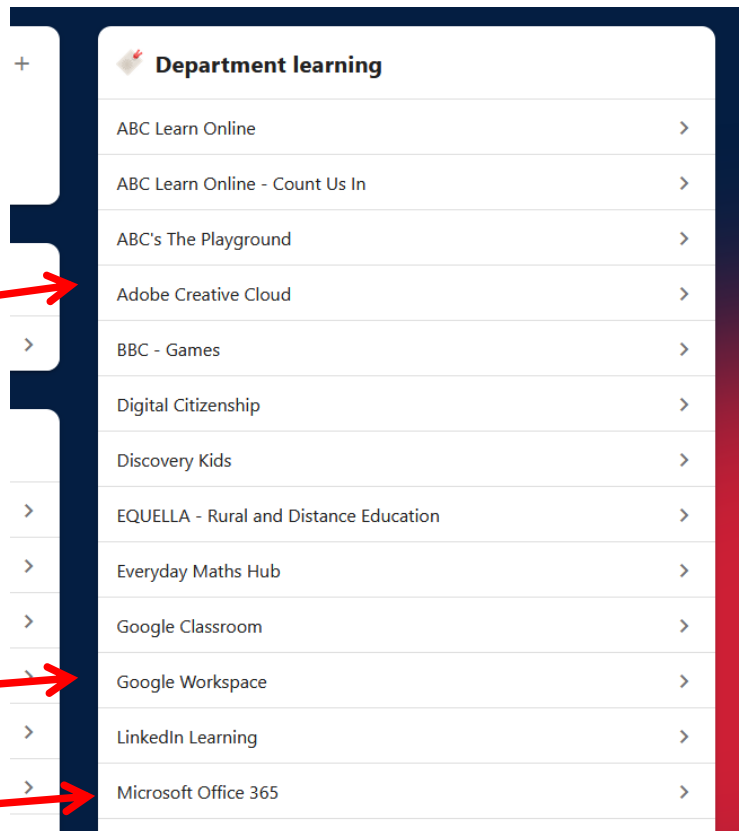 Department learning
ABC Learn Online
ABC Learn Online - Count Us In
ABC's The Playground
Adobe Creative Cloud
BBC - Games
Digital Citizenship
Discovery Kids
EQUELLA - Rural and Distance Education
Everyday Maths Hub
Google Classroom
Google Workspace
LinkedIn Learning
Microsoft Office 365